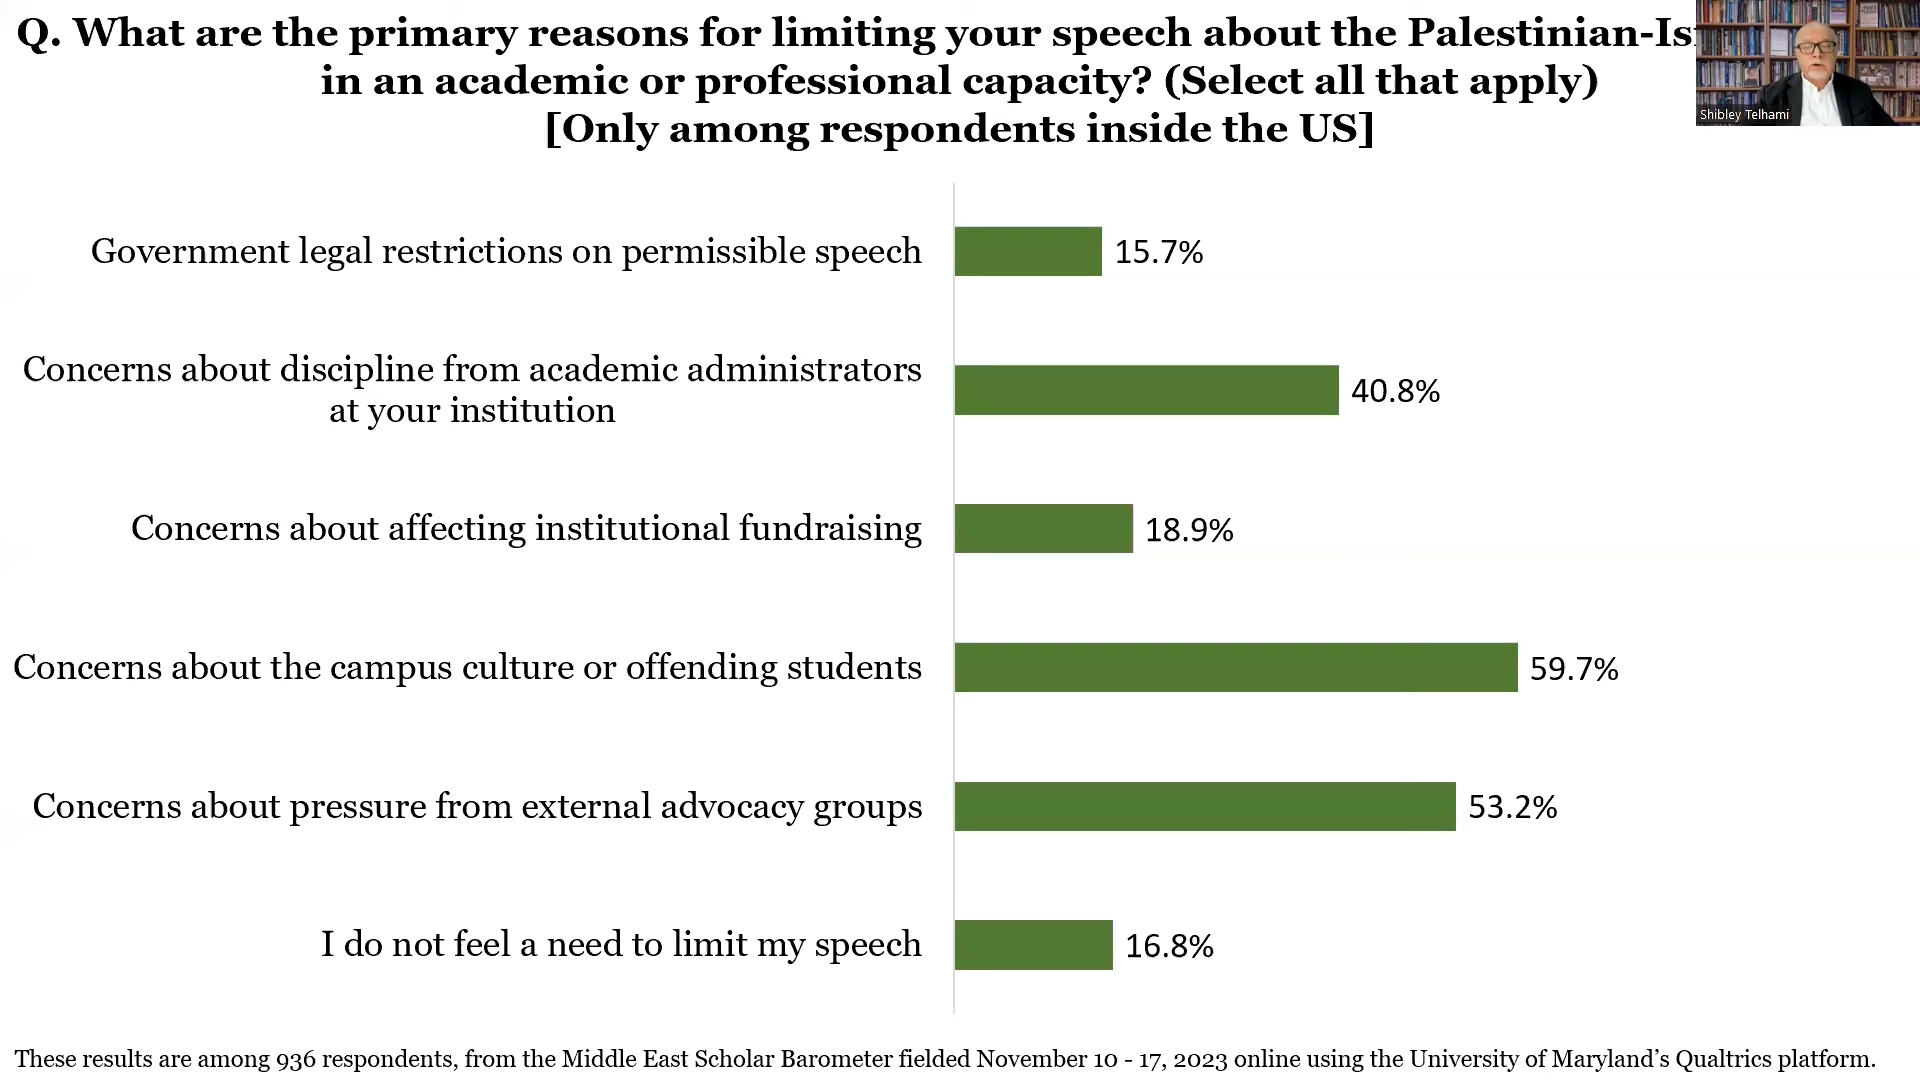 Q. What are the primary reasons for limiting your speech about the Palestinian-
in an academic or professional capacity? (Select all that apply)
[Only among respondents inside the US]
Shibley Telhami
Government legal restrictions on permissible speech
15.7%
Concerns about discipline from academic administrators
at your institution
40.8%
Concerns about affecting institutional fundraising
18.9%
Concerns about the campus culture or offending students
59.7%
Concerns about pressure from external advocacy groups
53.2%
I do not feel a need to limit my speech
16.8%
These results are among 936 respondents, from the Middle East Scholar Barometer fielded November 10 - 17, 2023 online using the University of Maryland’s Qualtrics platform.